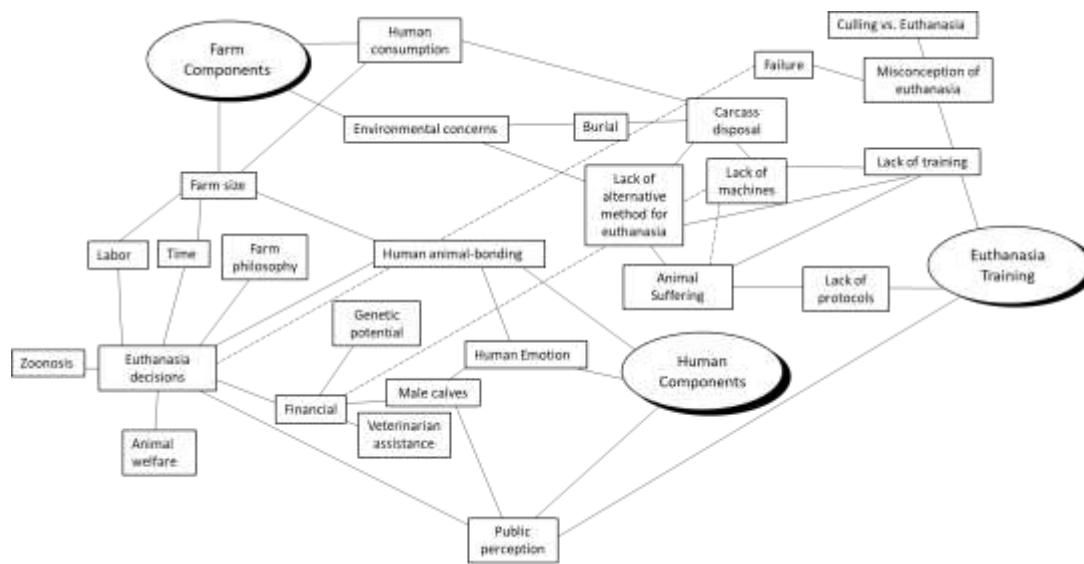 Culling vs. Euthanasia
Farm
Components
Human
consumption
Failure
Misconception of
euthanasia
Environmental concerns
Burial
Carcass
disposal
Lack of training
Farm size
Lack of
alternative
method for
euthanasia
Lack of
machines
Labor
Time
Farm
philosophy
Human animal-bonding
Euthanasia
Training
Animal
Suffering
Lack of
protocols
Genetic
potential
Zoonosis
Euthanasia
decisions
Human Emotion
Human
Components
Financial
Male calves
Veterinarian
assistance
Animal
welfare
Public
perception